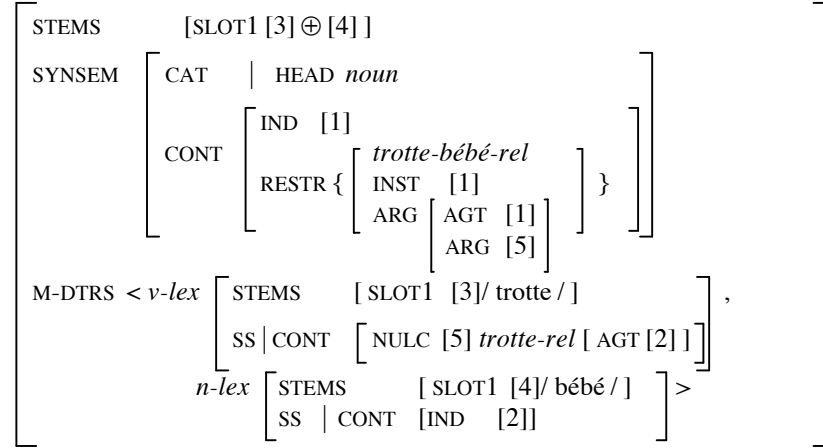 STEMS [SLOT1 [3] ⊕ [4] ]
SYNSEM CAT | HEAD noun
IND [1]
CONT trotte-bébé-rel
RESTR { INST [1] }
ARG AGT [1]
ARG [5]
M-DTRS < v-lex STEMS [ SLOT1 [3]/ trotte / ] ,
SS | CONT NULC [5] trotte-rel [ AGT [2] ]
n-lex STEMS [ SLOT1 [4]/ bébé / ] >
SS | CONT [IND [2]]